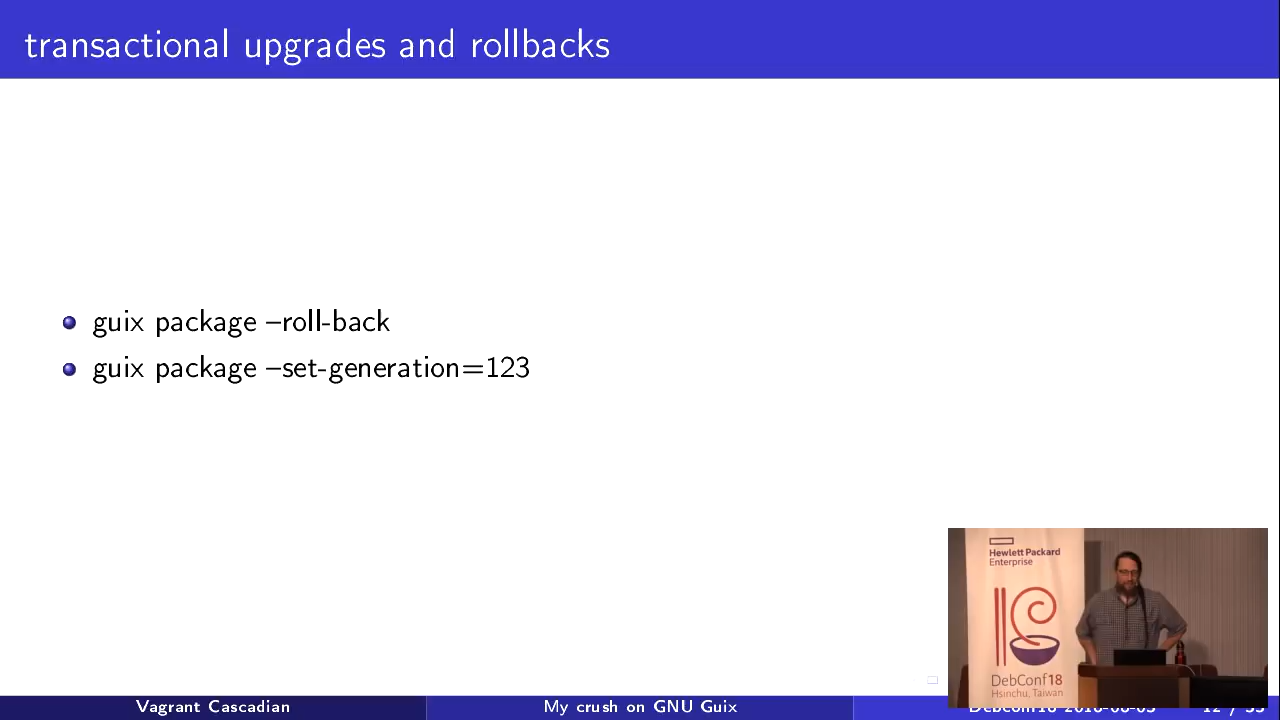 transactional upgrades and rollbacks
guix package –roll-back
guix package –set-generation=123
Hewlett Packard
Enterprise
DebConf18
Hsinchu, Taiwan
Vagrant Cascadian
My crush on GNU Guix